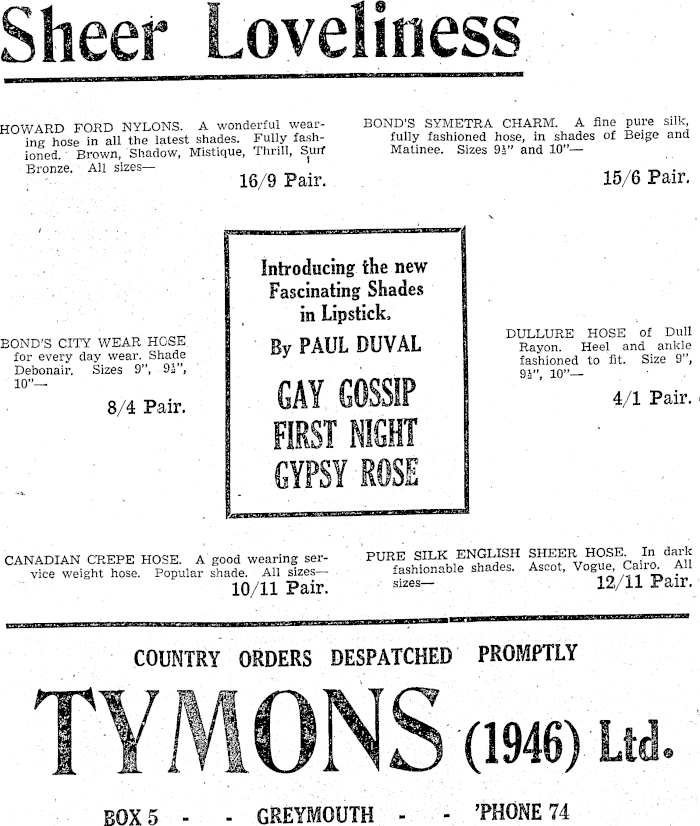 Sheer Loveliness
HOWARD FORD NYLONS. A wonderful wear-
ing hose in all the latest shades. Fully fash-
ioned. Brown, Shadow, Mistique, Thrill, Surf
Bronze. All sizes—
16/9 Pair.
BOND'S SYMETRA CHARM. A fine pure silk,
fully fashioned hose, in shades of Beige and
Matinee. Sizes 9½" and 10"—
15/6 Pair.
BOND'S CITY WEAR HOSE
for every day wear. Shade
Debonair. Sizes 9", 9½",
10"—
8/4 Pair.
Introducing the new
Fascinating Shades
in Lipstick.
By PAUL DUVAL
GAY GOSSIP
FIRST NIGHT
GYPSY ROSE
DULLURE HOSE of Dull
Rayon. Heel and ankle
fashioned to fit. Size 9",
9½", 10"—
4/1 Pair.
CANADIAN CREPE HOSE. A good wearing ser-
vice weight hose. Popular shade. All sizes—
10/11 Pair.
PURE SILK ENGLISH SHEER HOSE. In dark
fashionable shades. Ascot, Vogue, Cairo. All
sizes— 12/11 Pair.
COUNTRY ORDERS DESPATCHED PROMPTLY
TYMONS (1946) Ltd.
BOX 5 - - GREYMOUTH - - 'PHONE 74